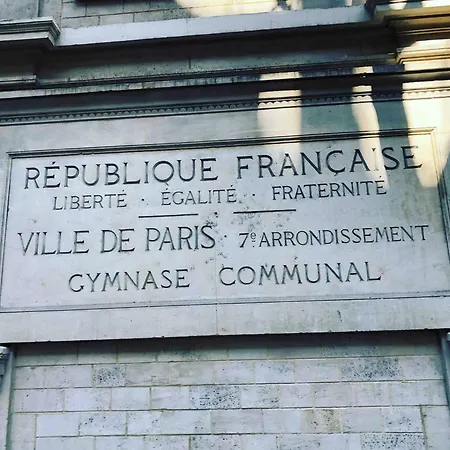 RÉPUBLIQUE FRANÇAISE
LIBERTÉ · ÉGALITÉ · FRATERNITÉ
VILLE DE PARIS · 7e ARRONDISSEMENT
GYMNASE COMMUNAL